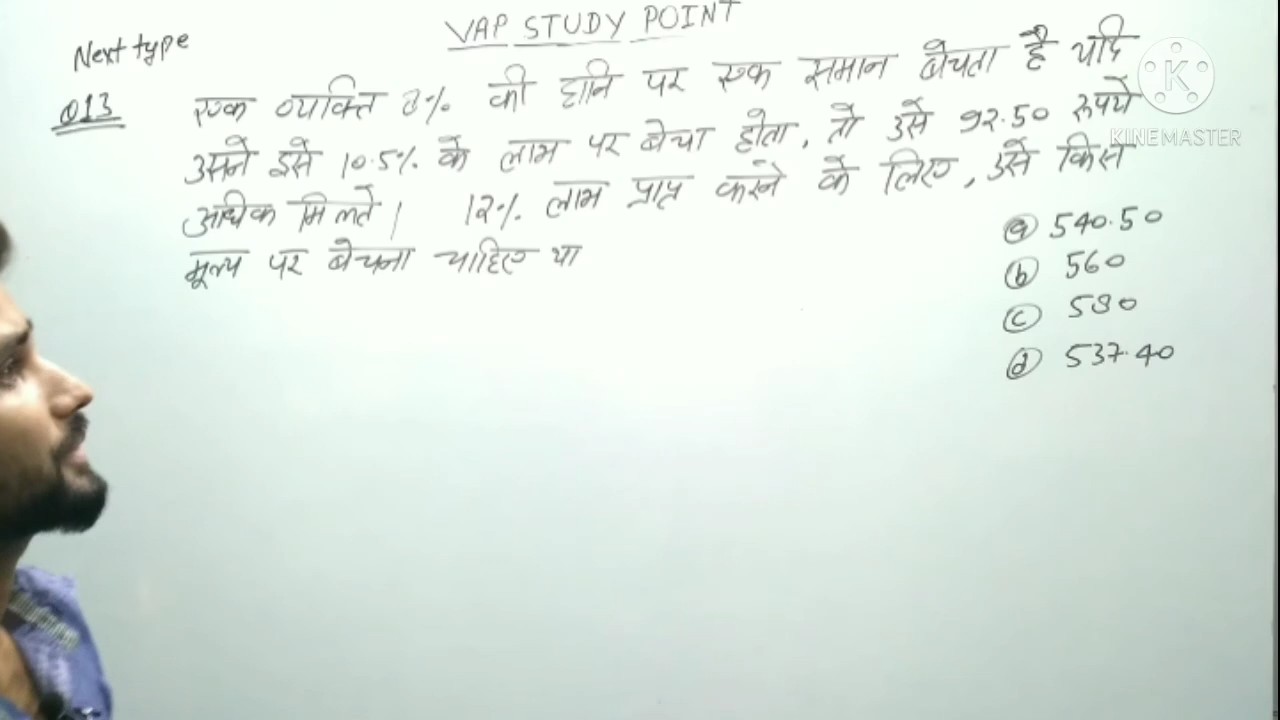 VAP STUDY POINT
Next type
Q13 एक व्यक्ति 8% की हानि पर एक समान बेचता है यदि
उसने इसे 10.5% के लाभ पर बेचा होता, तो उसे 92.50 रूपये
अधिक मिलते। 12% लाभ प्राप्त करने के लिए, उसे किस
मूल्य पर बेचना चाहिए था
(a) 540.50
(b) 560
(c) 580
(d) 537.40
K
KINEMASTER